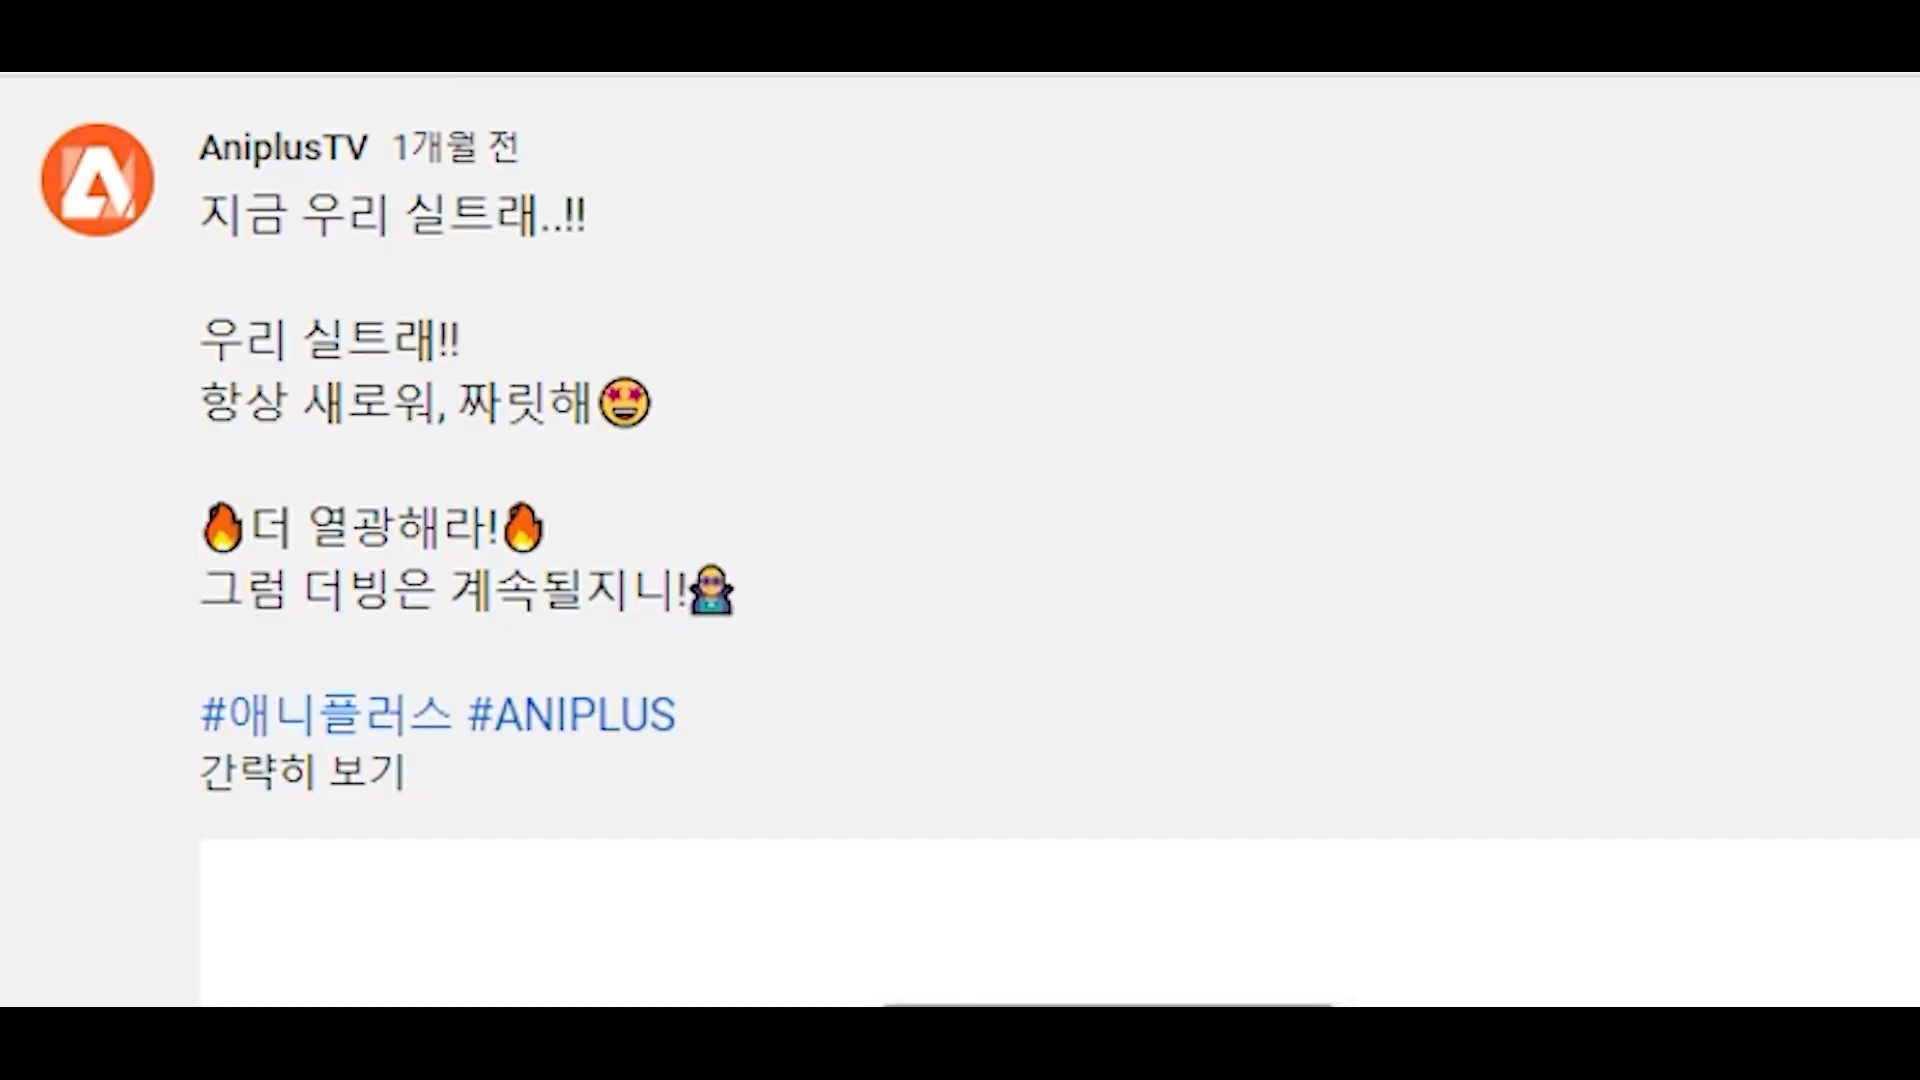 AniplusTV 1개월 전
지금 우리 실트래..!!
우리 실트래!!
항상 새로워, 짜릿해🤩
🔥더 열광해라!🔥
그럼 더빙은 계속될지니!🦹
#애니플러스 #ANIPLUS
간략히 보기